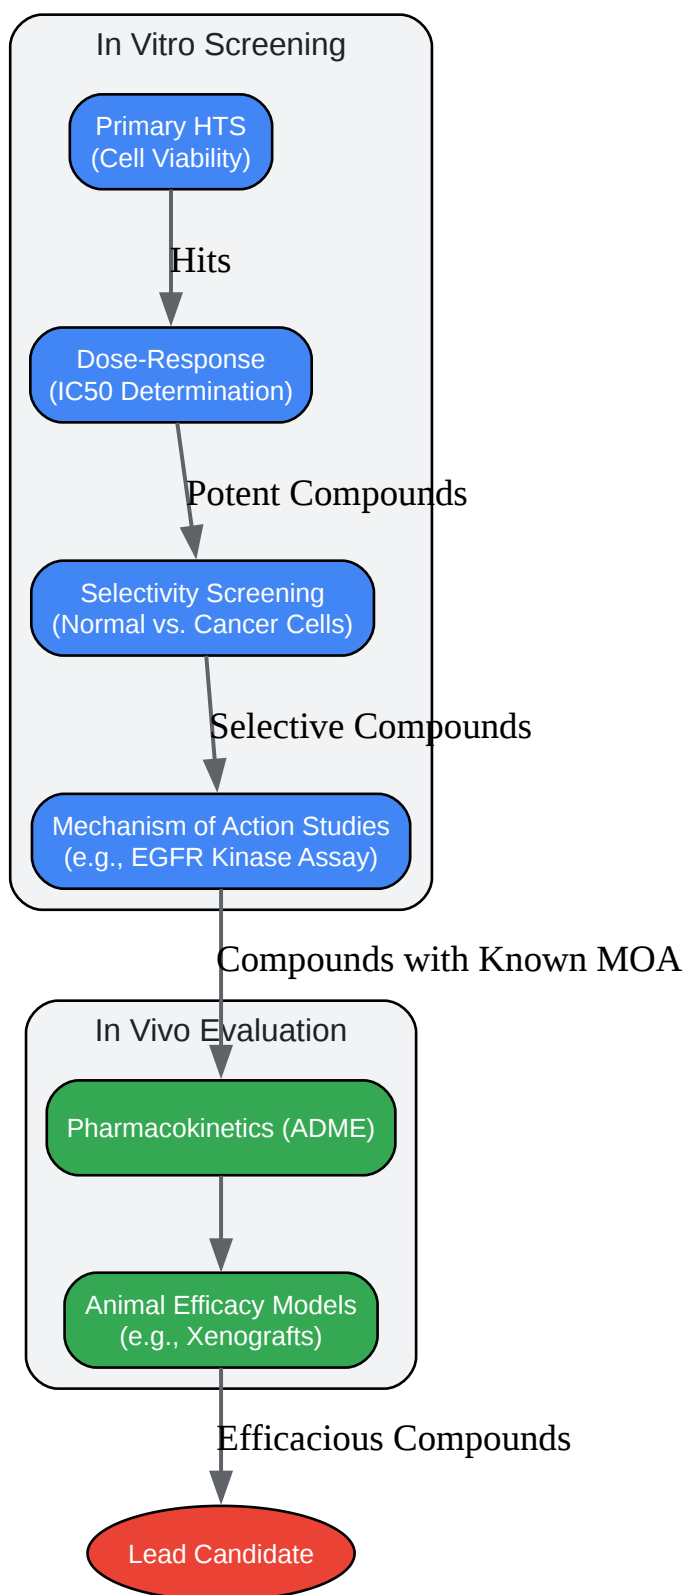 In Vitro Screening
Primary HTS
(Cell Viability)
Hits
Dose-Response
(IC50 Determination)
Potent Compounds
Selectivity Screening
(Normal vs. Cancer Cells)
Selective Compounds
Mechanism of Action Studies
(e.g., EGFR Kinase Assay)
Compounds with Known MOA
In Vivo Evaluation
Pharmacokinetics (ADME)
Animal Efficacy Models
(e.g., Xenografts)
Efficacious Compounds
Lead Candidate